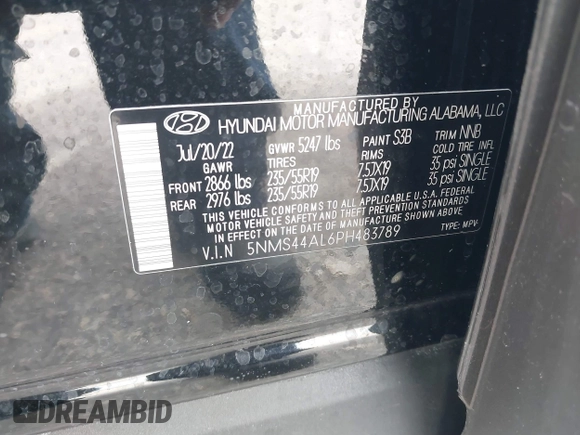 MANUFACTURED BY
HYUNDAI MOTOR MANUFACTURING ALABAMA, LLC
Jul/20/22 GVWR 5247 lbs PAINT S3B TRIM NNB
GAWR TIRES RIMS COLD TIRE INFL
FRONT 2866 lbs 235/55R19 7.5JX19 35 psi SINGLE
REAR 2976 lbs 235/55R19 7.5JX19 35 psi SINGLE
THIS VEHICLE CONFORMS TO ALL APPLICABLE U.S.A. FEDERAL
MOTOR VEHICLE SAFETY AND THEFT PREVENTION STANDARDS
IN EFFECT ON THE DATE OF MANUFACTURE SHOWN ABOVE.
V.I.N 5NMS44AL6PH483789 TYPE: MPV
DREAMBID